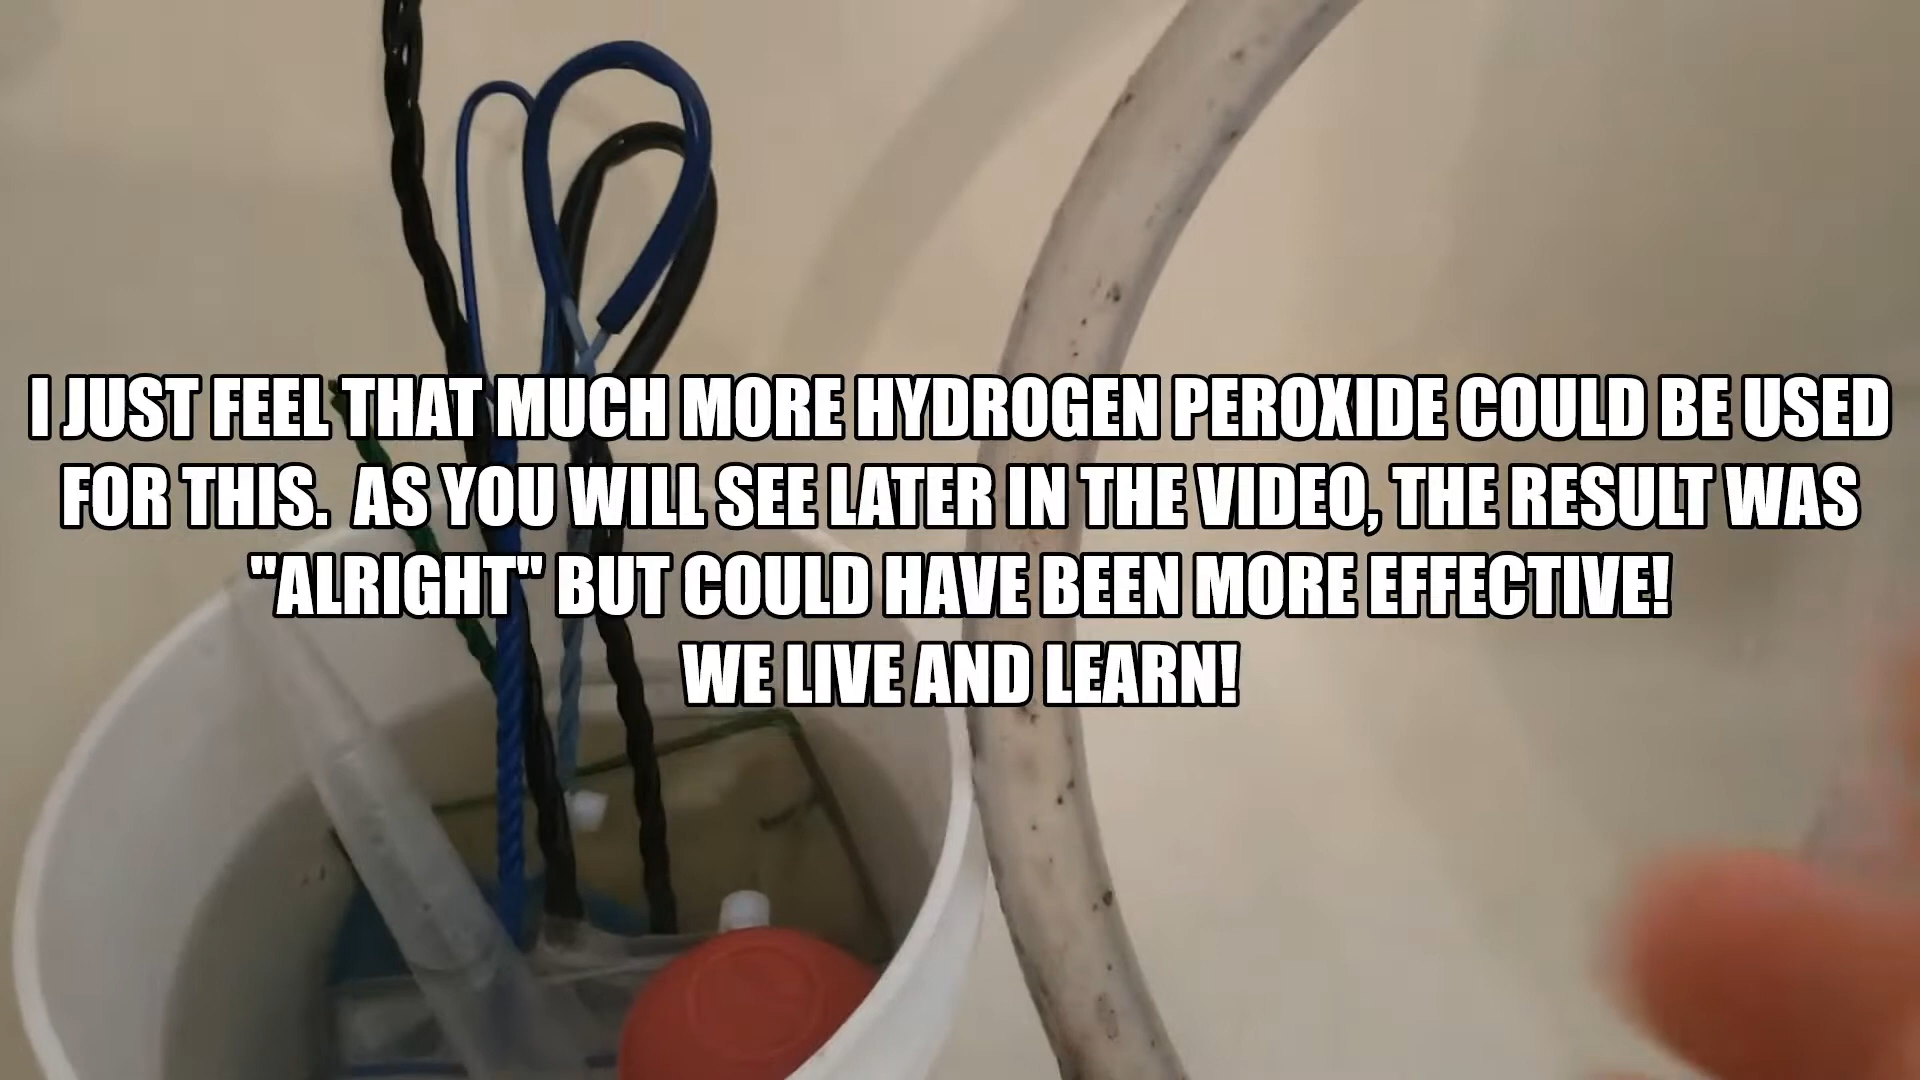 I JUST FEEL THAT MUCH MORE HYDROGEN PEROXIDE COULD BE USED
FOR THIS.  AS YOU WILL SEE LATER IN THE VIDEO, THE RESULT WAS
"ALRIGHT" BUT COULD HAVE BEEN MORE EFFECTIVE!
WE LIVE AND LEARN!